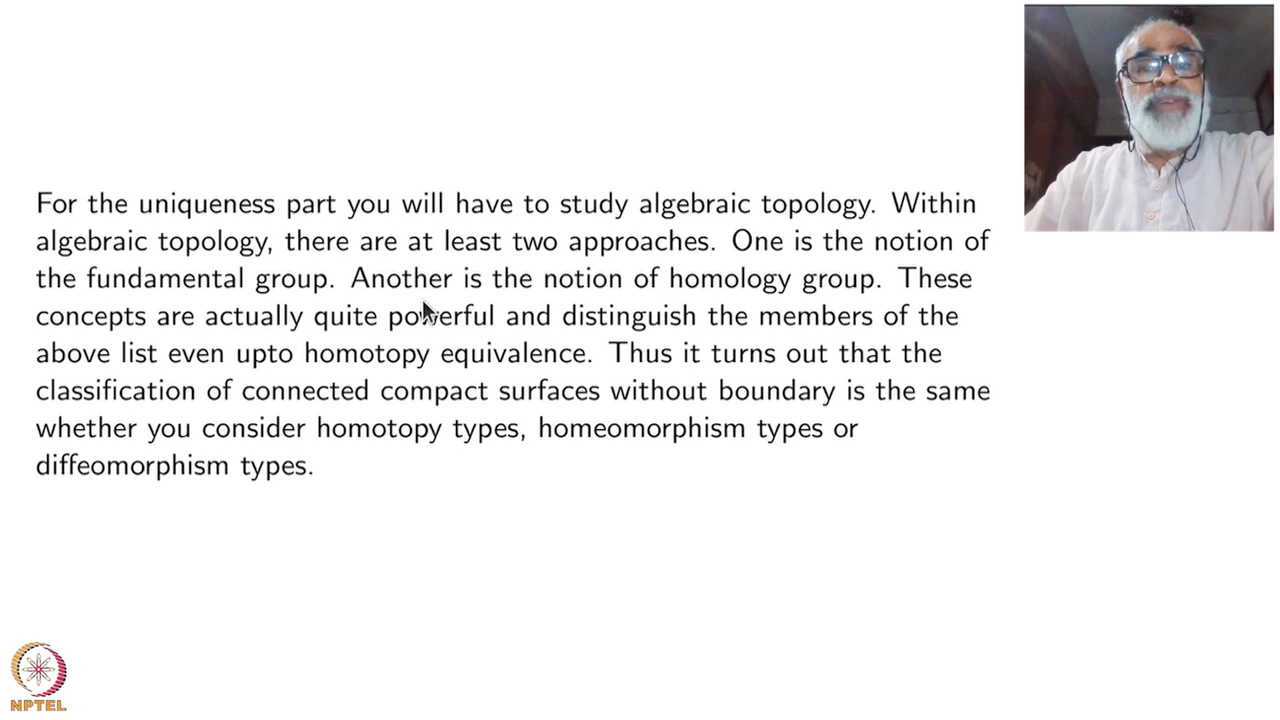 For the uniqueness part you will have to study algebraic topology. Within
algebraic topology, there are at least two approaches. One is the notion of
the fundamental group. Another is the notion of homology group. These
concepts are actually quite powerful and distinguish the members of the
above list even upto homotopy equivalence. Thus it turns out that the
classification of connected compact surfaces without boundary is the same
whether you consider homotopy types, homeomorphism types or
diffeomorphism types.
NPTEL